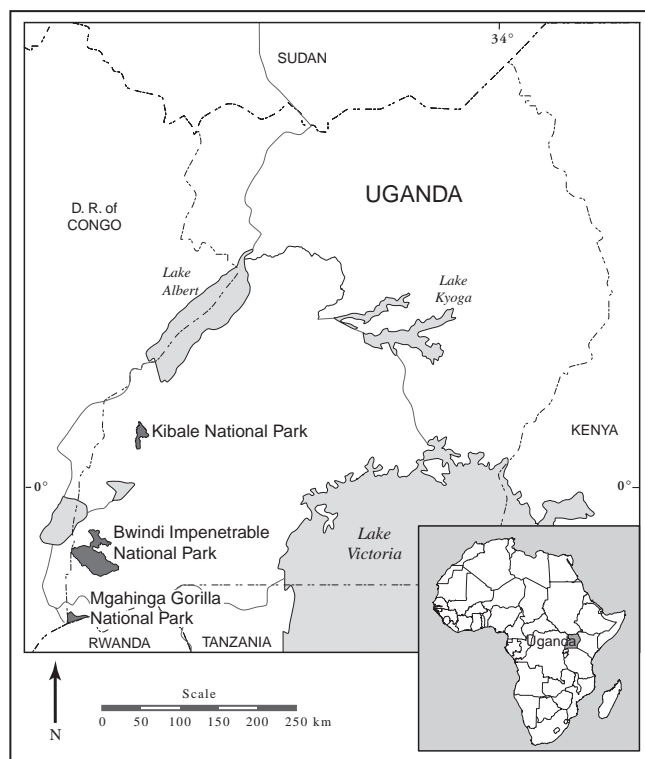 34°
SUDAN
UGANDA
D. R. of
CONGO
Lake
Albert
Lake
Kyoga
Kibale National Park
KENYA
0°
0°
Bwindi Impenetrable
National Park
Lake
Victoria
Mgahinga Gorilla
National Park
RWANDA
TANZANIA
Uganda
N
Scale
0 50 100 150 200 250 km